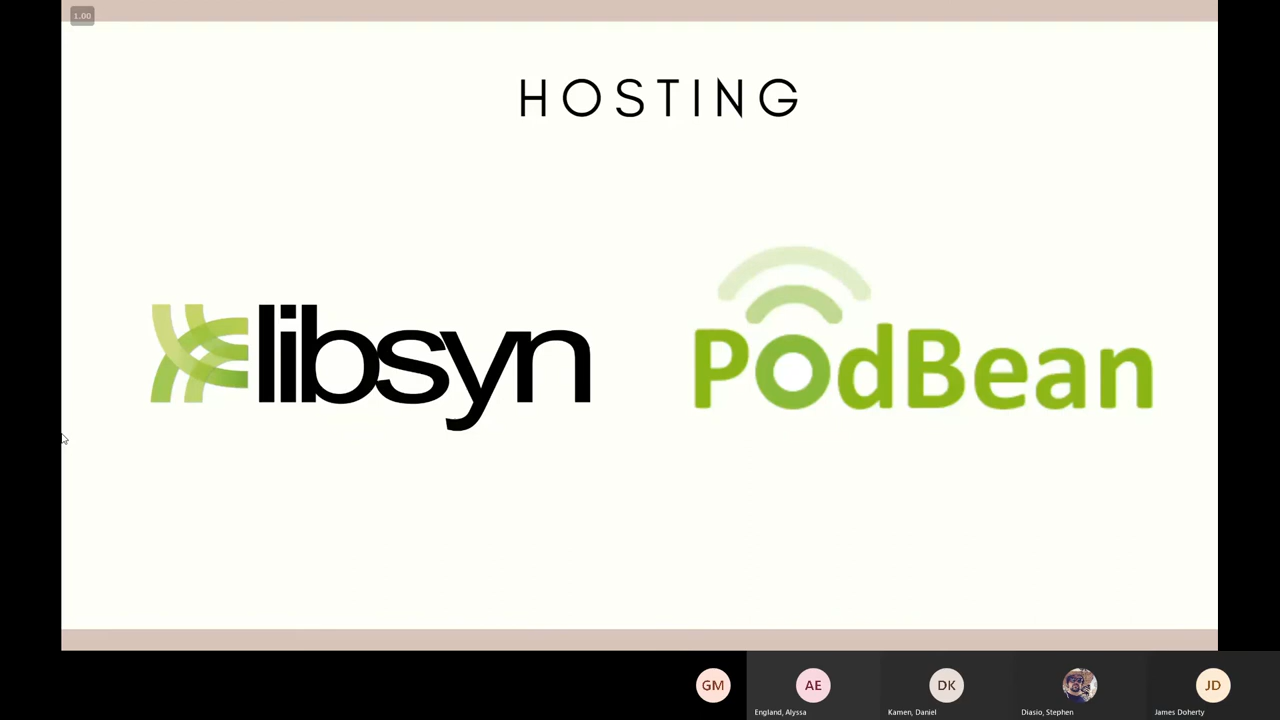 1.00
HOSTING
libsyn
PodBean
GM
AE
DK
JD
England, Alyssa
Kamen, Daniel
Diasio, Stephen
James Doherty